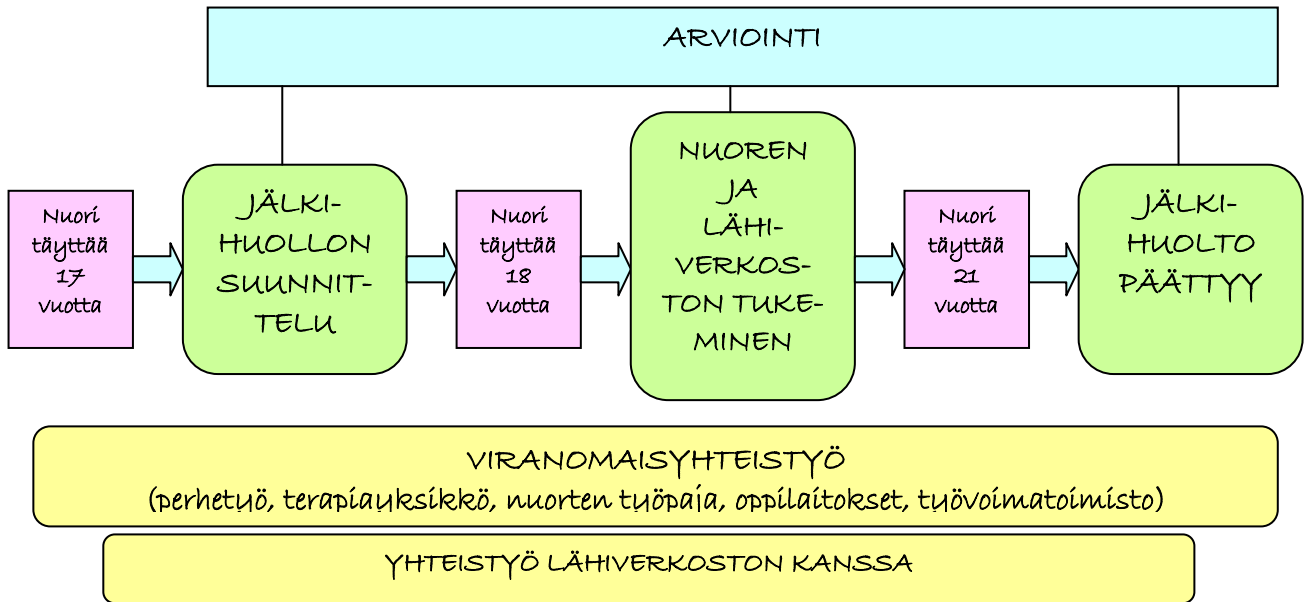 ARVIOINTI
Nuori
täyttää
17
vuotta
JÄLKI-
HUOLLON
SUUNNIT-
TELU
Nuori
täyttää
18
vuotta
NUOREN
JA
LÄHI-
VERKOS-
TON TUKE-
MINEN
Nuori
täyttää
21
vuotta
JÄLKI-
HUOLTO
PÄÄTTYY
VIRANOMAISYHTEISTYÖ
(perhetyö, terapiayksikkö, nuorten työpaja, oppilaitokset, työvoimatoimisto)
YHTEISTYÖ LÄHIVERKOSTON KANSSA